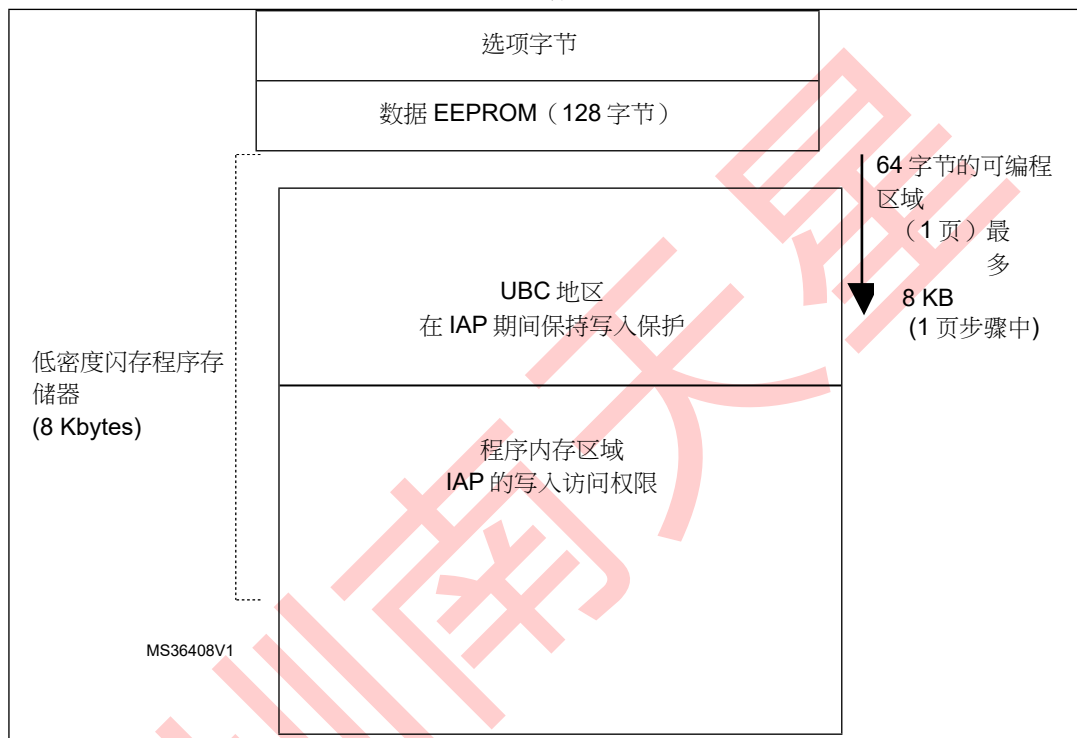 选项字节
数据 EEPROM（128 字节）
64 字节的可编程
区域
（1 页）最
多
8 KB
(1 页步骤中)
UBC 地区
在 IAP 期间保持写入保护
低密度闪存程序存
储器
(8 Kbytes)
程序内存区域
IAP 的写入访问权限
MS36408V1
南天星